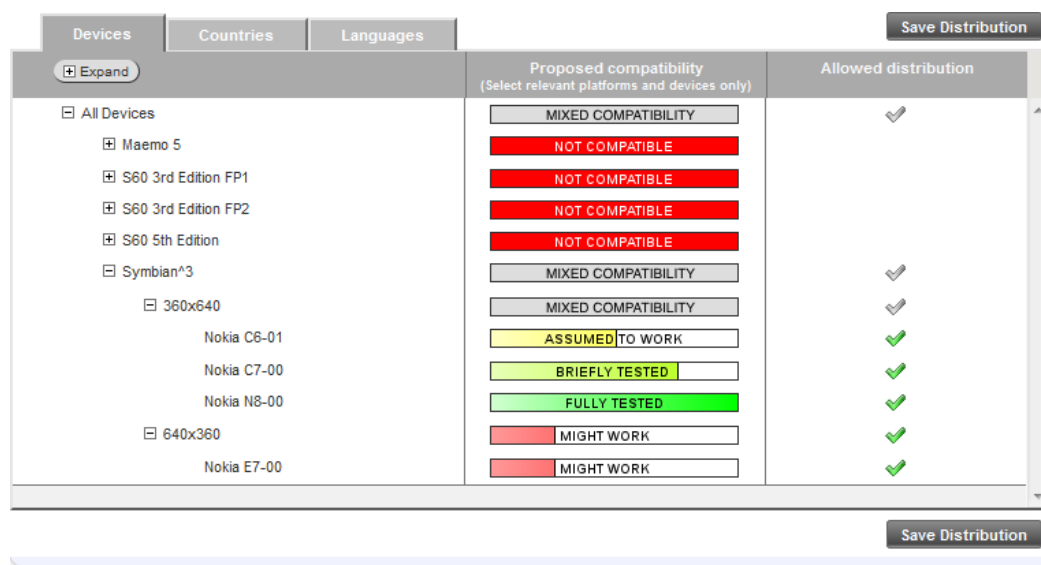 Devices
Countries
Languages
Save Distribution
Expand
Proposed compatibility
(Select relevant platforms and devices only)
Allowed distribution
All Devices
MIXED COMPATIBILITY
Maemo 5
NOT COMPATIBLE
S60 3rd Edition FP1
NOT COMPATIBLE
S60 3rd Edition FP2
NOT COMPATIBLE
S60 5th Edition
NOT COMPATIBLE
Symbian^3
MIXED COMPATIBILITY
360x640
MIXED COMPATIBILITY
Nokia C6-01
ASSUMED TO WORK
Nokia C7-00
BRIEFLY TESTED
Nokia N8-00
FULLY TESTED
640x360
MIGHT WORK
Nokia E7-00
MIGHT WORK
Save Distribution